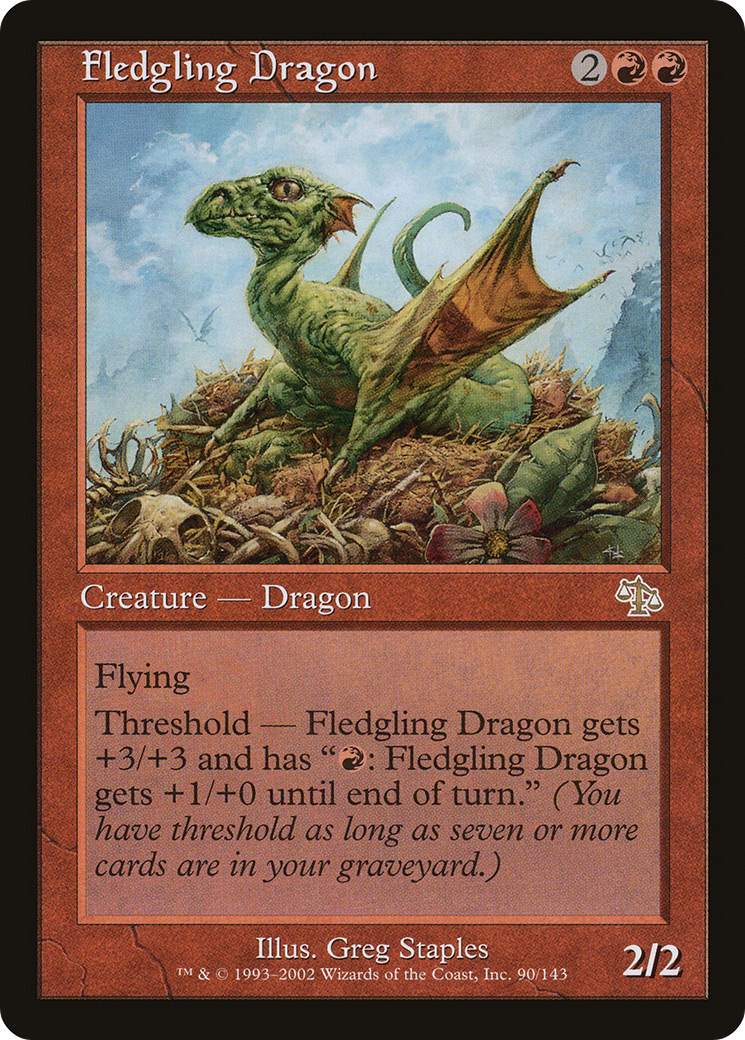 Fledgling Dragon 2
Creature — Dragon
Flying
Threshold — Fledgling Dragon gets
+3/+3 and has “: Fledgling Dragon
gets +1/+0 until end of turn.” (You
have threshold as long as seven or more
cards are in your graveyard.)
Illus. Greg Staples
™ & © 1993–2002 Wizards of the Coast, Inc. 90/143
2/2